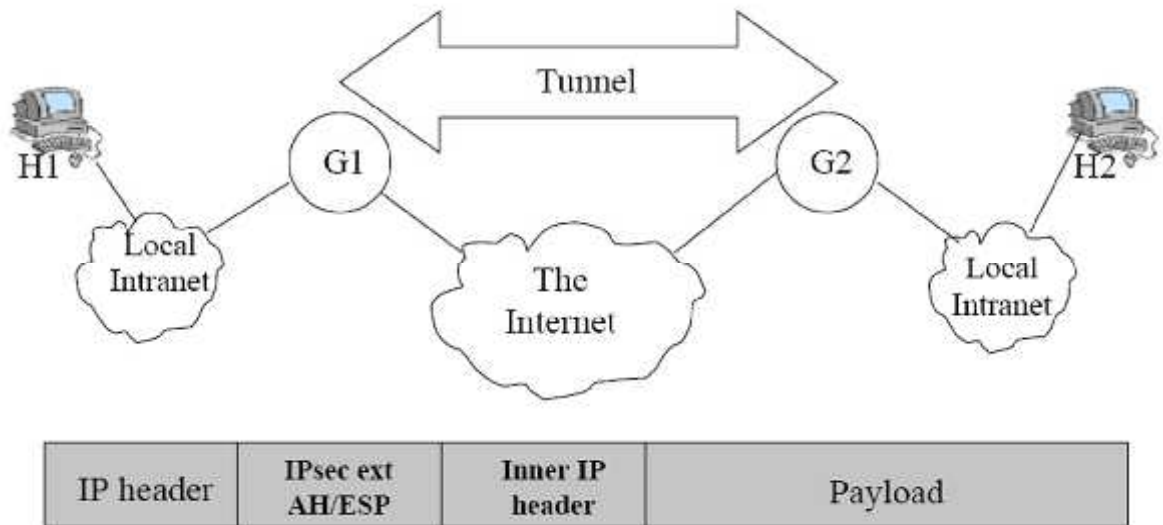 Tunnel
H1
G1
G2
H2
Local
Intranet
The
Internet
Local
Intranet
IP header
IPsec ext
AH/ESP
Inner IP
header
Payload